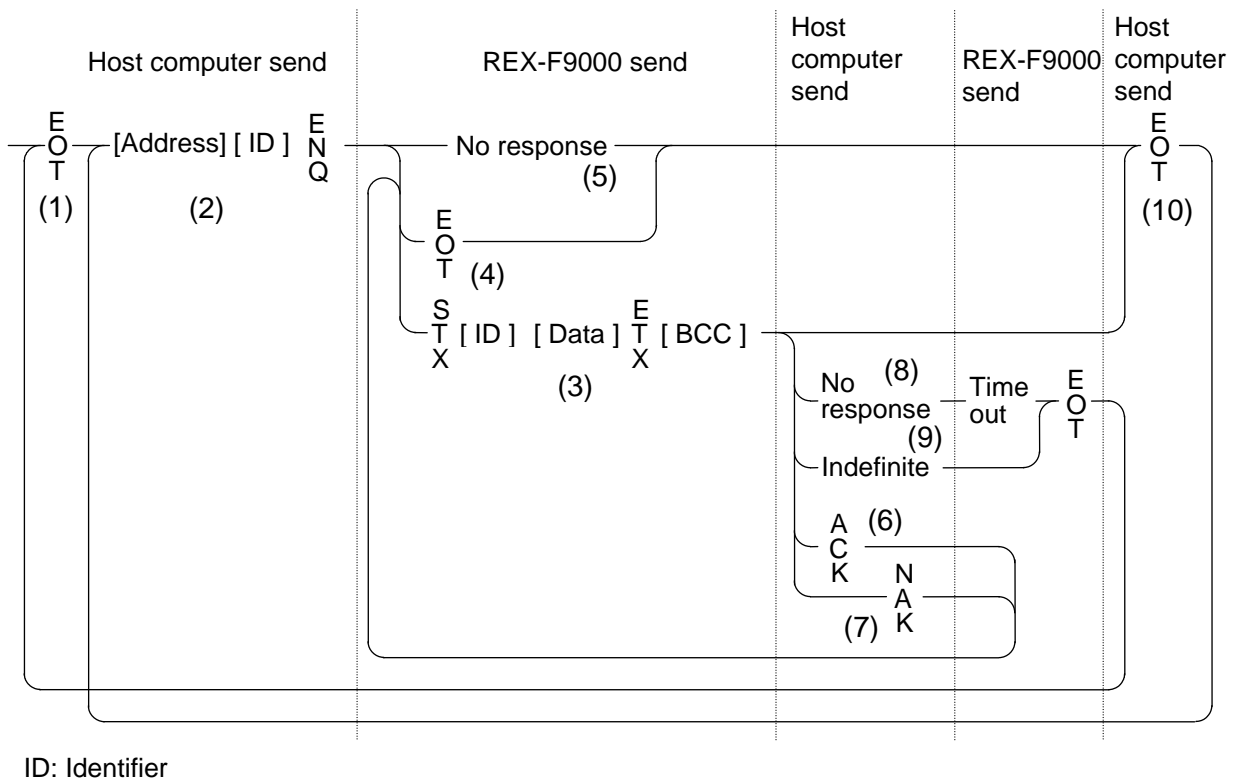 Host computer send
REX-F9000 send
Host computer send
REX-F9000 send
Host computer send
EOT
(1)
[Address] [ ID ] ENQ
(2)
No response
(5)
EOT
(4)
STX [ ID ] [ Data ] ETX [ BCC ]
(3)
No response
(8)
Time out
EOT
(9)
Indefinite
ACK
(6)
NAK
(7)
EOT
(10)
ID: Identifier